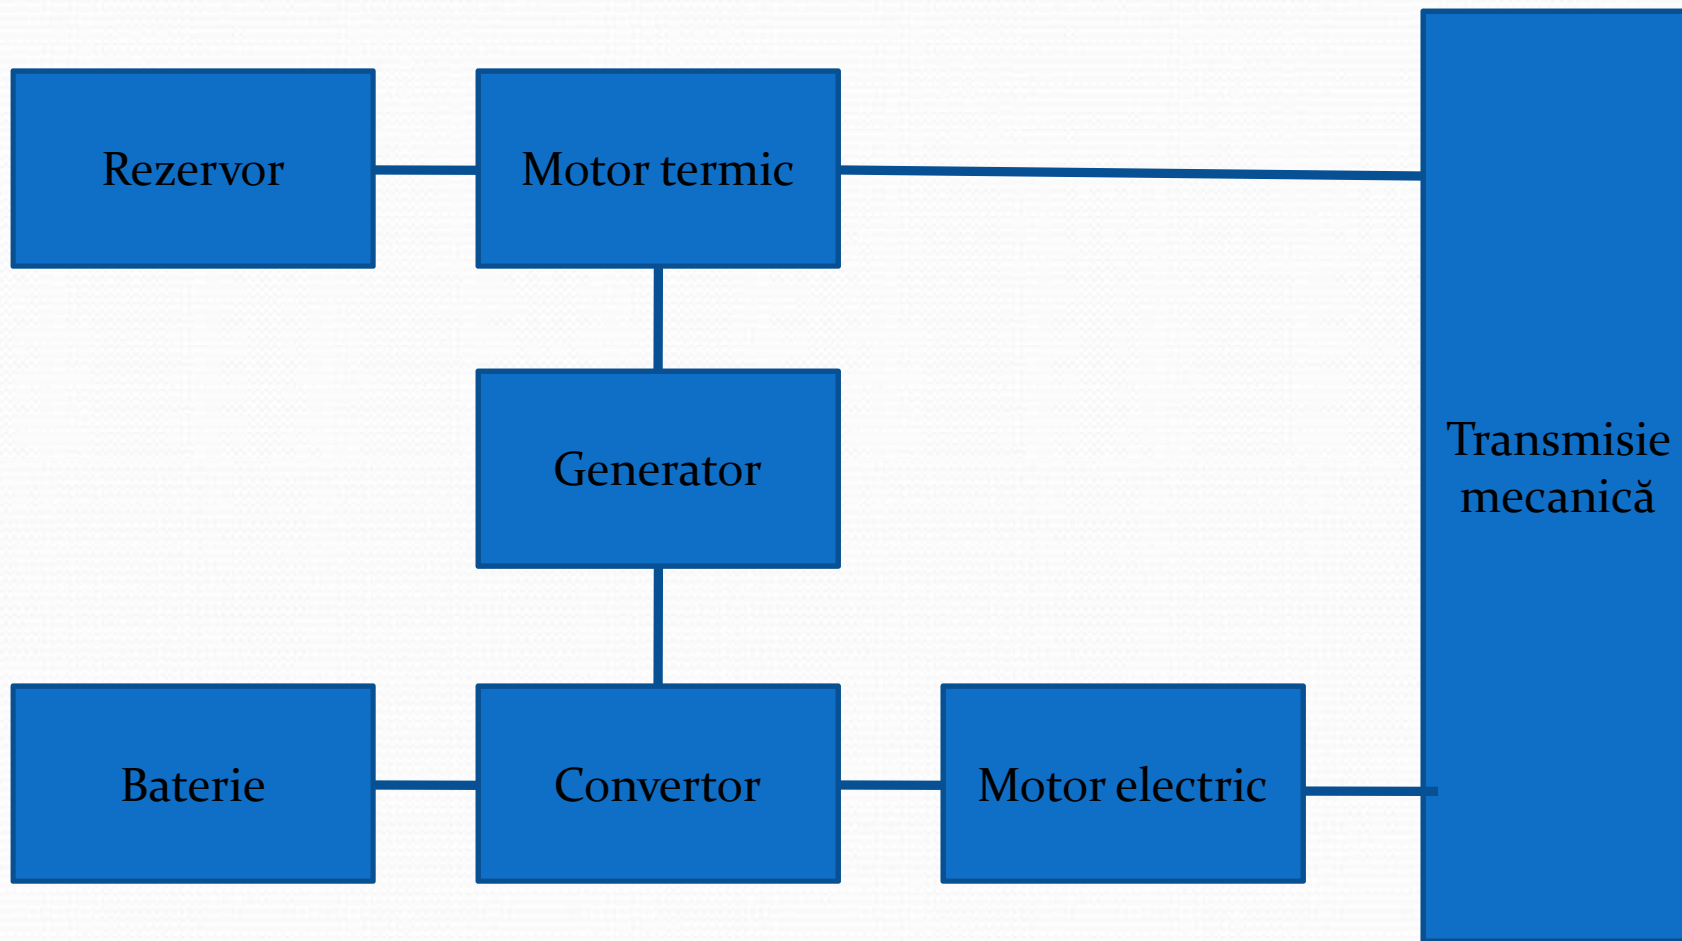 Rezervor
Motor termic
Generator
Transmisie
mecanică
Baterie
Convertor
Motor electric